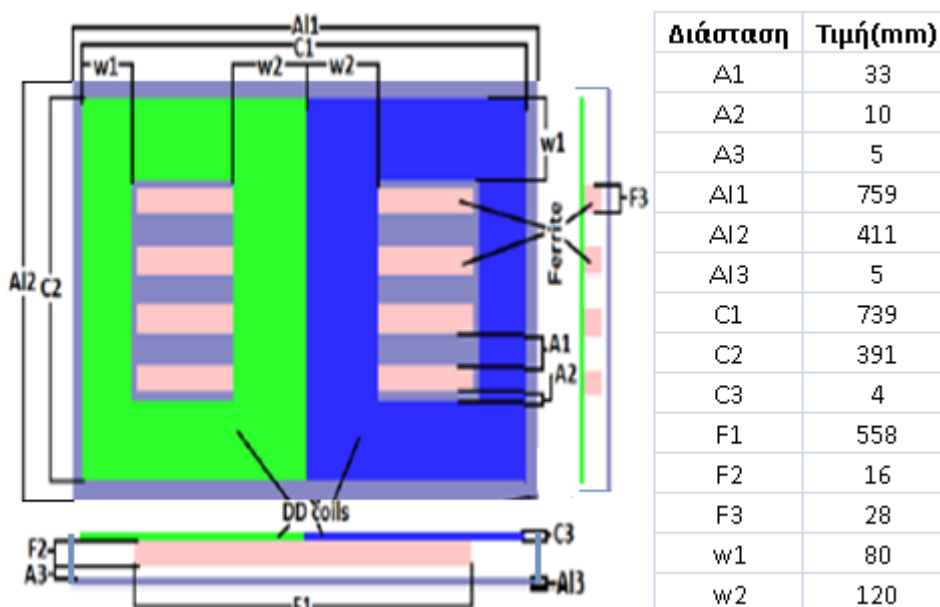 Al1
C1
w1
w2
w2
w1
F3
Ferrite
Al2
C2
A1
A2
DD coils
F2
A3
C3
Al3
F1
Διάσταση Τιμή(mm)
A1 33
A2 10
A3 5
Al1 759
Al2 411
Al3 5
C1 739
C2 391
C3 4
F1 558
F2 16
F3 28
w1 80
w2 120